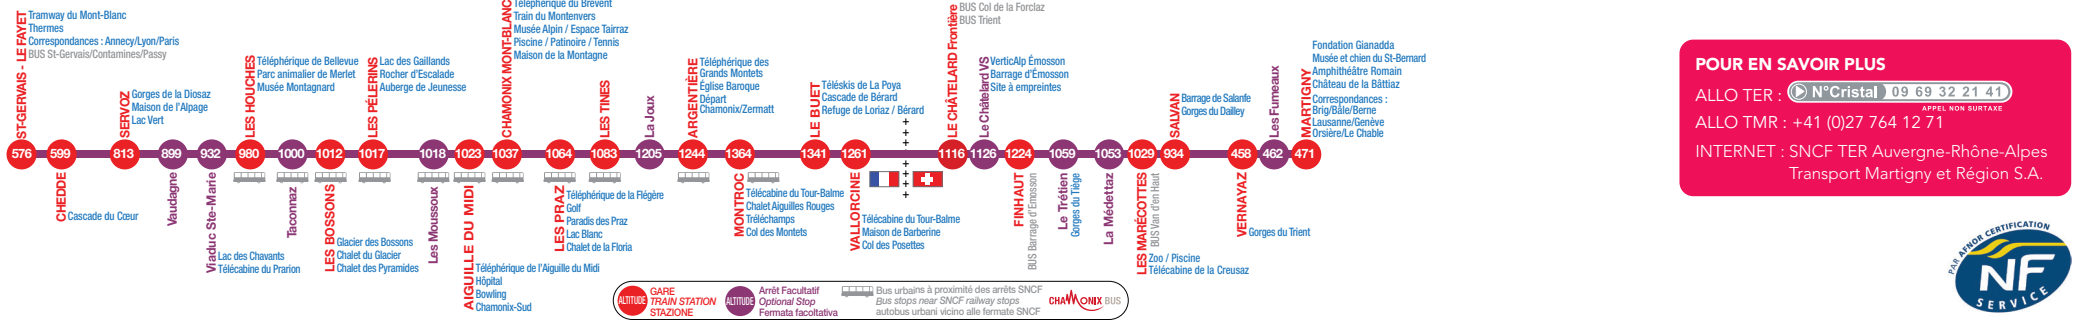 ST-GERVAIS - LE FAYET
Tramway du Mont-Blanc
Thermes
Correspondances : Annecy/Lyon/Paris
BUS St-Gervais/Contamines/Passy
576
599
CHEDDE
Cascade du Cœur
SERVOZ
Gorges de la Diosaz
Maison de l'Alpage
Lac Vert
813
899
Vaudagne
932
Viaduc Ste-Marie
Lac des Chavants
Télécabine du Prarion
LES HOUCHES
Téléphérique de Bellevue
Parc animalier de Merlet
Musée Montagnard
980
1000
Taconnaz
1012
LES BOSSONS
Glacier des Bossons
Chalet du Glacier
Chalet des Pyramides
LES PÉLERINS
Lac des Gaillands
Rocher d'Escalade
Auberge de Jeunesse
1017
1018
Les Moussoux
1023
AIGUILLE DU MIDI
Téléphérique de l'Aiguille du Midi
Hôpital
Bowling
Chamonix-Sud
CHAMONIX MONT-BLANC
Téléphérique du Brévent
Train du Montenvers
Musée Alpin / Espace Tairraz
Piscine / Patinoire / Tennis
Maison de la Montagne
1037
1064
LES PRAZ
Téléphérique de la Flégère
Golf
Paradis des Praz
Lac Blanc
Chalet de la Floria
LES TINES
1083
La Joux
1205
ARGENTIÈRE
Téléphérique des
Grands Montets
Église Baroque
Départ
Chamonix/Zermatt
1244
1364
MONTROC
Télécabine du Tour-Balme
Chalet Aiguilles Rouges
Tréléchamps
Col des Montets
LE BUET
Téléskis de La Poya
Cascade de Bérard
Refuge de Loriaz / Bérard
1341
1261
VALLORCINE
Télécabine du Tour-Balme
Maison de Barberine
Col des Posettes
LE CHÂTELARD Frontière
BUS Col de la Forclaz
BUS Trient
1116
Le Châtelard VS
VerticAlp Émosson
Barrage d'Émosson
Site à empreintes
1126
1224
FINHAUT
BUS Barrage d'Emosson
1059
Le Trétien
Gorges du Tiège
1053
La Médettaz
1029
LES MARÉCOTTES
BUS Van d'en Haut
Zoo / Piscine
Télécabine de la Creusaz
SALVAN
Barrage de Salanfe
Gorges du Dailley
934
458
VERNAYAZ
Gorges du Trient
Les Fumeaux
462
MARTIGNY
Fondation Gianadda
Musée et chien du St-Bernard
Amphithéâtre Romain
Château de la Bâttiaz
Correspondances :
Brig/Bâle/Berne
Lausanne/Genève
Orsière/Le Chable
471
ALTITUDE
GARE
TRAIN STATION
STAZIONE
ALTITUDE
Arrêt Facultatif
Optional Stop
Fermata facoltativa
Bus urbains à proximité des arrêts SNCF
Bus stops near SNCF railway stops
autobus urbani vicino alle fermate SNCF
CHAMONIX BUS
POUR EN SAVOIR PLUS
ALLO TER : N°Cristal 09 69 32 21 41
APPEL NON SURTAXE
ALLO TMR : +41 (0)27 764 12 71
INTERNET : SNCF TER Auvergne-Rhône-Alpes
Transport Martigny et Région S.A.
PAR AFNOR CERTIFICATION
NF
SERVICE